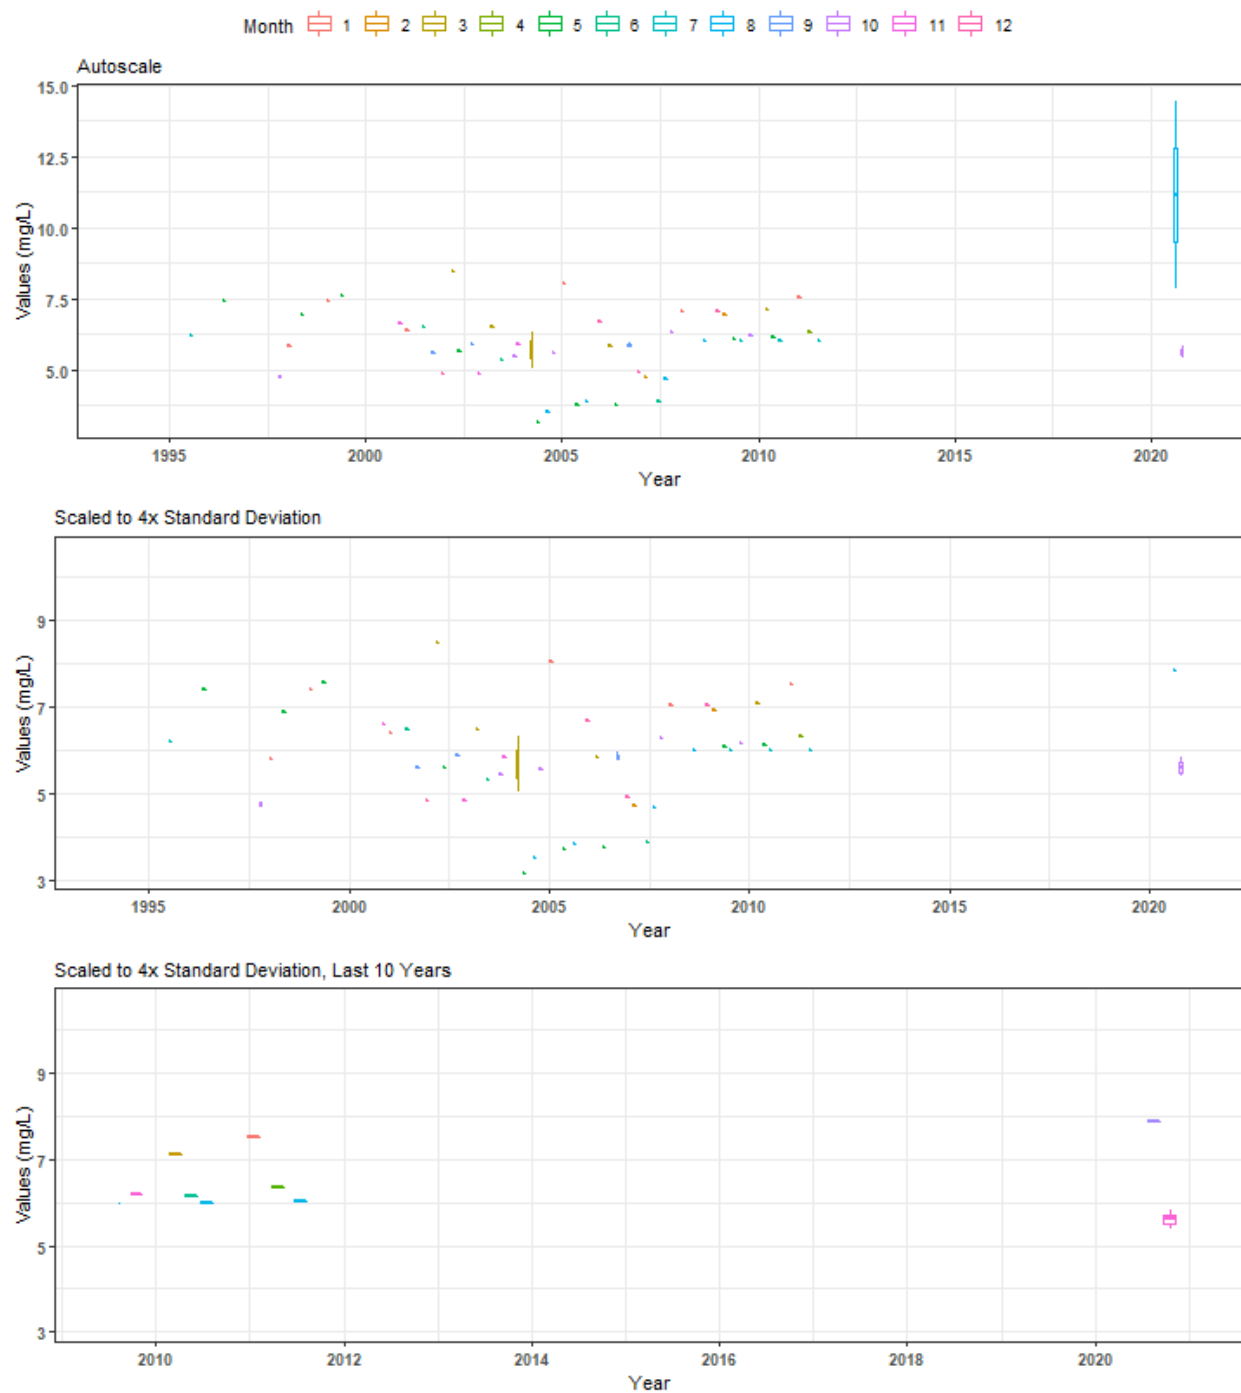 Month 1 2 3 4 5 6 7 8 9 10 11 12
Autoscale
15.0
12.5
10.0
7.5
5.0
Values (mg/L)
1995 2000 2005 2010 2015 2020
Year
Scaled to 4x Standard Deviation
9
7
5
3
Values (mg/L)
1995 2000 2005 2010 2015 2020
Year
Scaled to 4x Standard Deviation, Last 10 Years
9
7
5
3
Values (mg/L)
2010 2012 2014 2016 2018 2020
Year